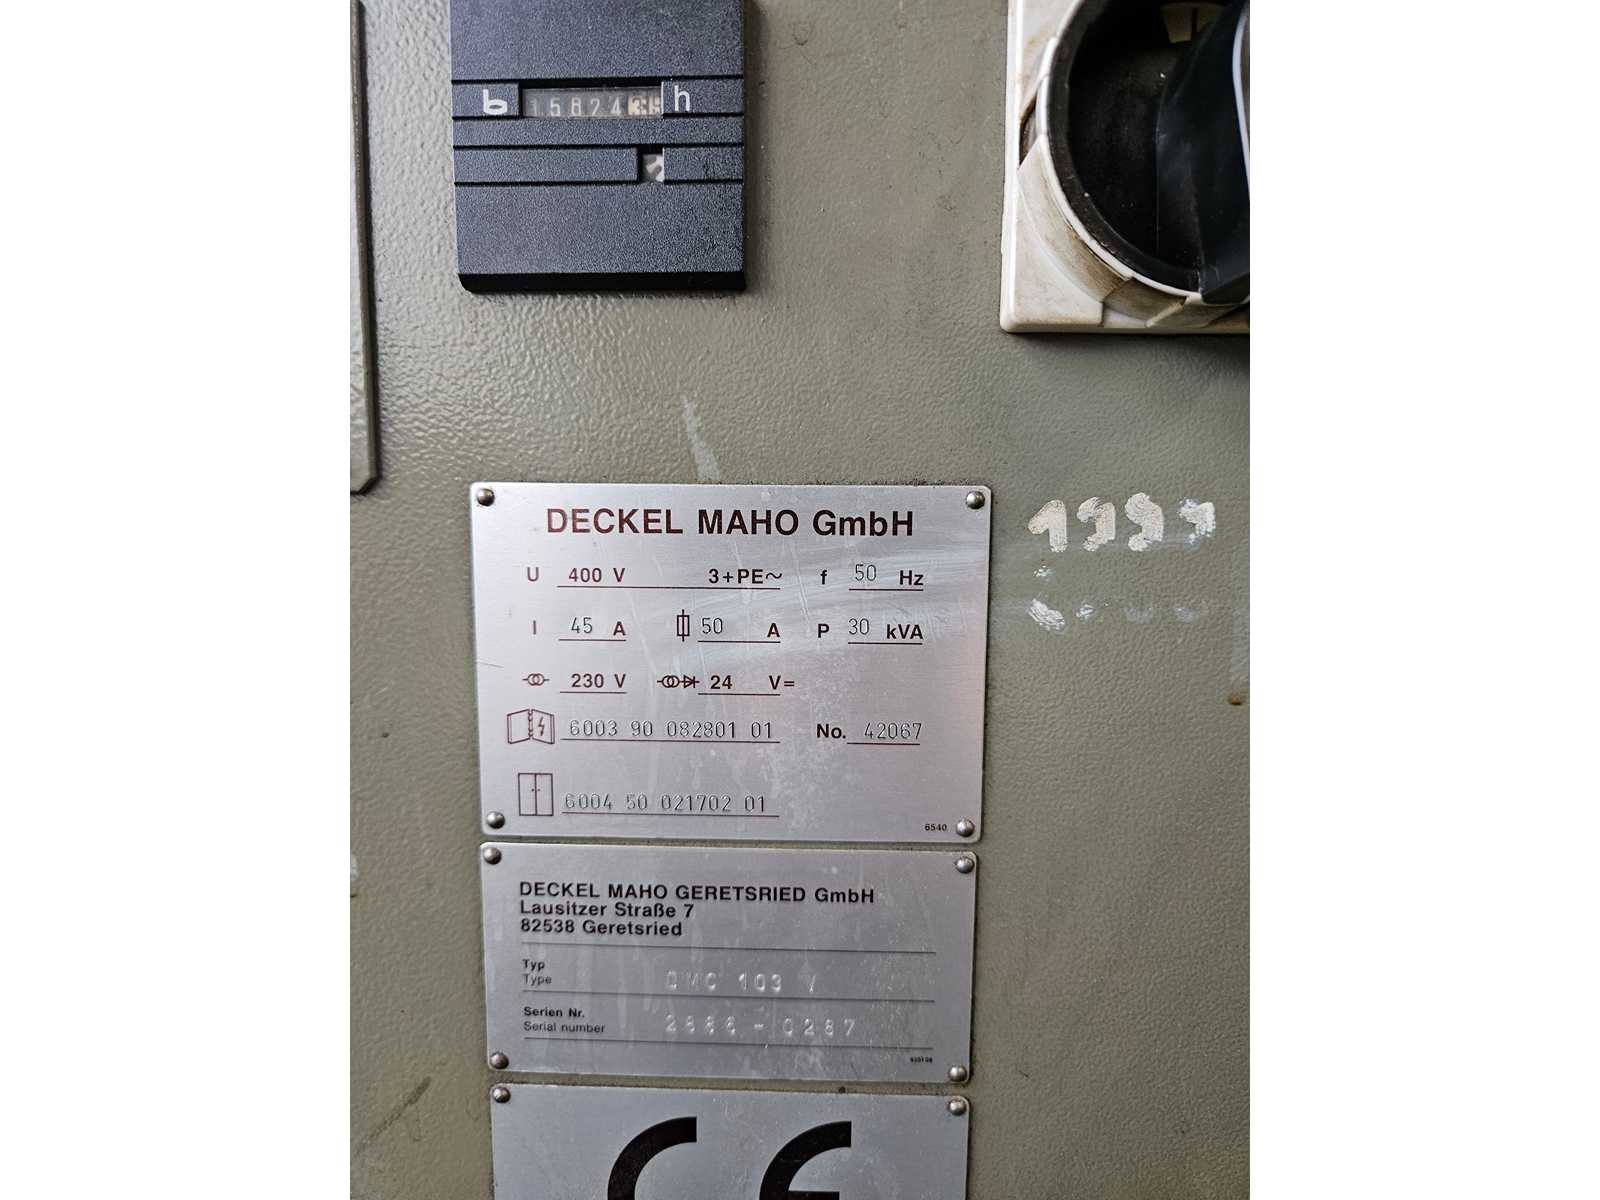 h
DECKEL MAHO GmbH
U 400 V 3+PE~ f 50 Hz
I 45 A 50 A P 30 kVA
230 V 24 V=
6003 90 082801 01 No. 42067
6004 50 021702 01
6540
1999
DECKEL MAHO GERETSRIED GmbH
Lausitzer Straße 7
82538 Geretsried
Typ
Type DMC 103 V
Serien Nr.
Serial number 2886-0287
CE